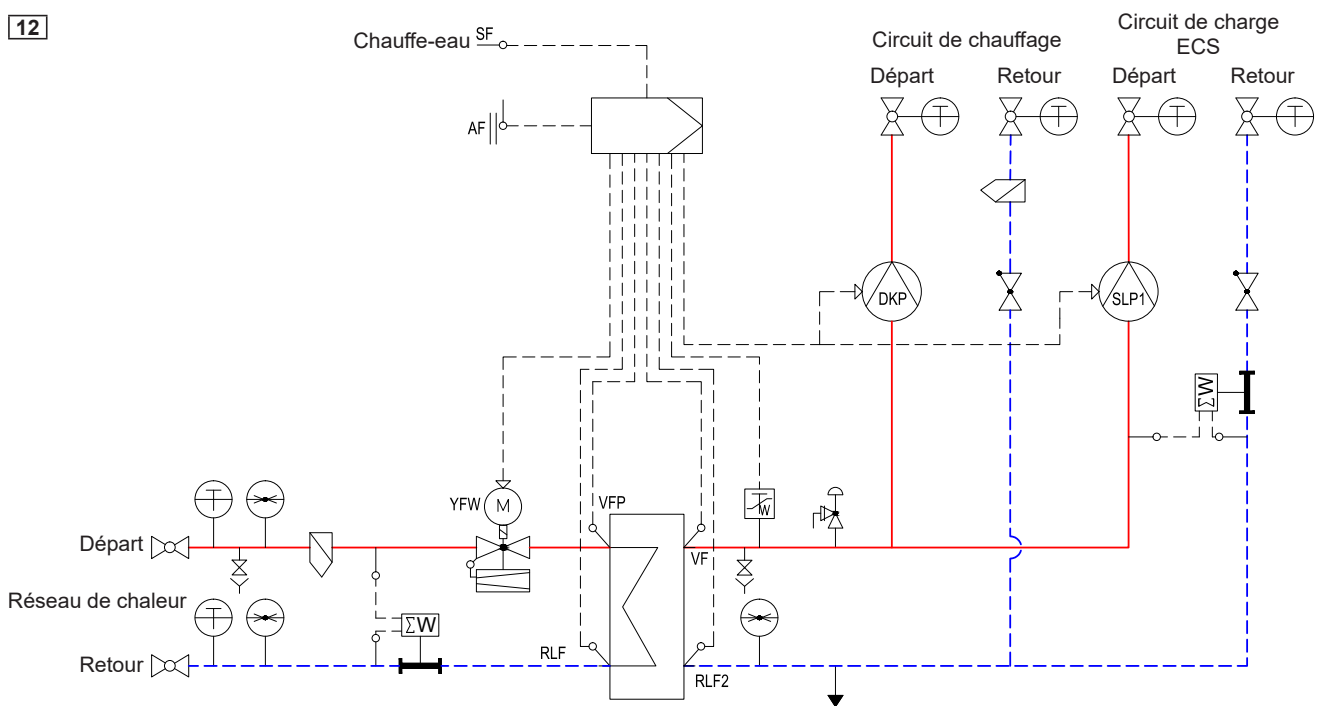 12
Chauffe-eau SF
AF
Circuit de chauffage
Départ Retour
Circuit de charge
ECS
Départ Retour
T T T T
DKP
SLP1
ΣW
YFW M
VFP
W
T
Départ
VF
Réseau de chaleur
T
ΣW
Retour
RLF
RLF2